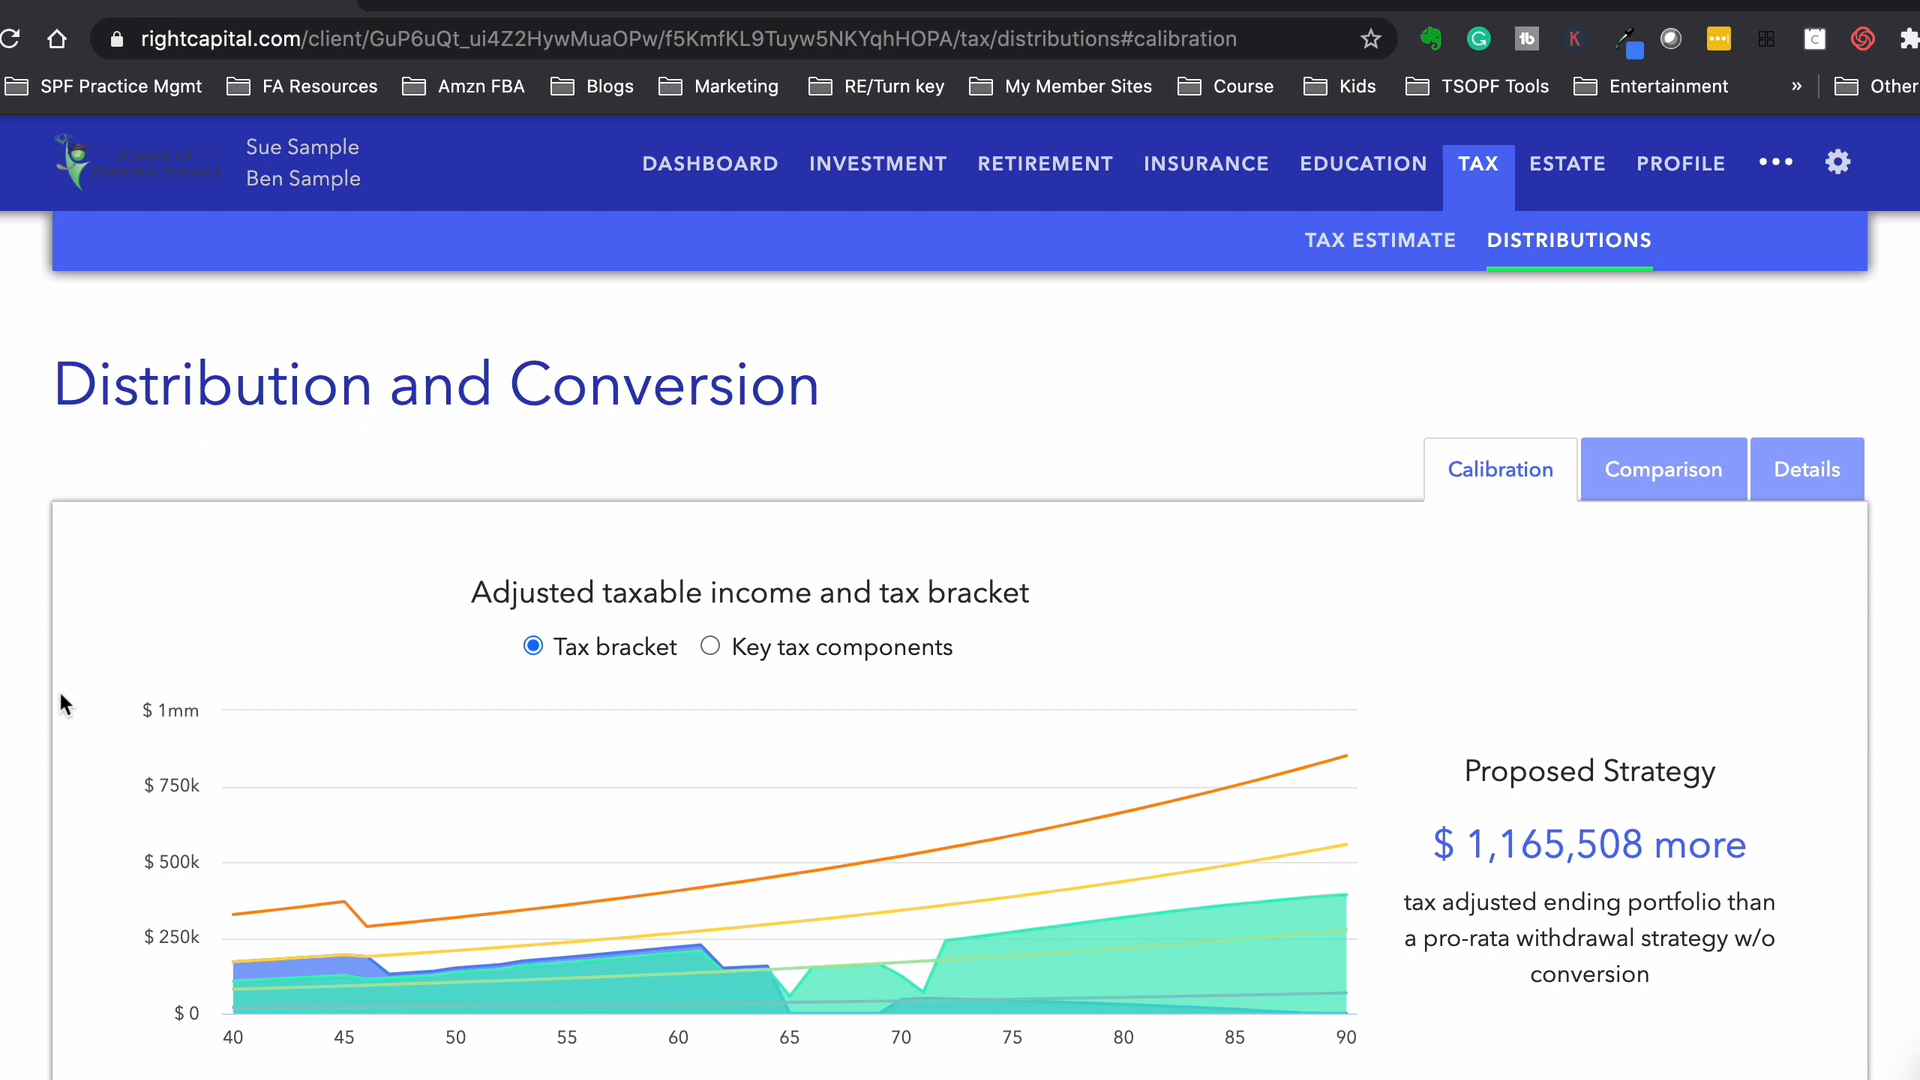 rightcapital.com/client/GuP6uQt_ui4Z2HywMuaOPw/f5KmfKL9Tuyw5NKYqhHOPA/tax/distributions#calibration
SPF Practice Mgmt FA Resources Amzn FBA Blogs Marketing RE/Turn key My Member Sites Course Kids TSOPF Tools Entertainment » Other
Sue Sample
Ben Sample
DASHBOARD INVESTMENT RETIREMENT INSURANCE EDUCATION TAX ESTATE PROFILE •••
TAX ESTIMATE DISTRIBUTIONS
Distribution and Conversion
Calibration Comparison Details
Adjusted taxable income and tax bracket
Tax bracket Key tax components
$ 1mm
$ 750k
$ 500k
$ 250k
$ 0
40 45 50 55 60 65 70 75 80 85 90
Proposed Strategy
$ 1,165,508 more
tax adjusted ending portfolio than
a pro-rata withdrawal strategy w/o
conversion